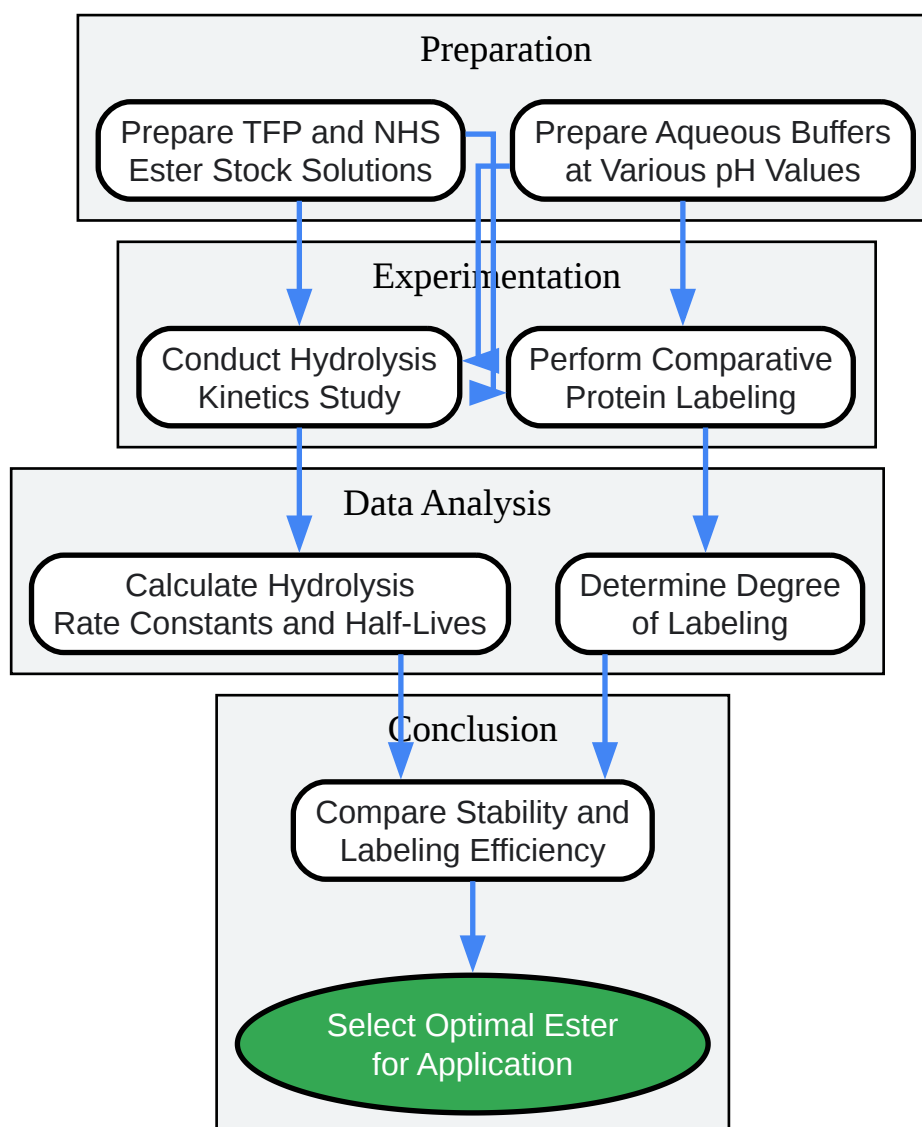 Preparation
Prepare TFP and NHS
Ester Stock Solutions
Prepare Aqueous Buffers
at Various pH Values
Experimentation
Conduct Hydrolysis
Kinetics Study
Perform Comparative
Protein Labeling
Data Analysis
Calculate Hydrolysis
Rate Constants and Half-Lives
Determine Degree
of Labeling
Conclusion
Compare Stability and
Labeling Efficiency
Select Optimal Ester
for Application